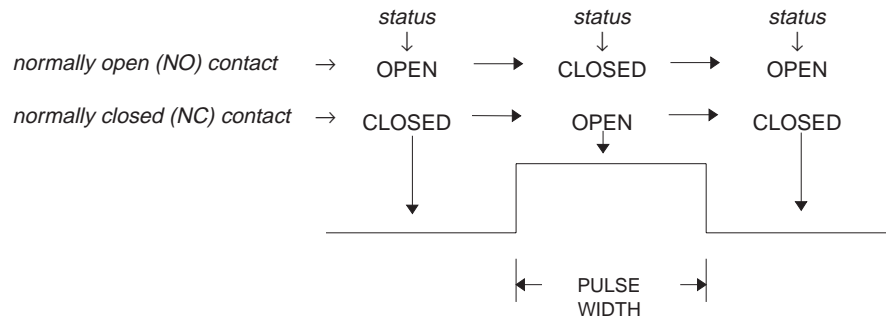 status status status
↓ ↓ ↓
normally open (NO) contact → OPEN → CLOSED → OPEN
normally closed (NC) contact → CLOSED → OPEN → CLOSED
PULSE
WIDTH